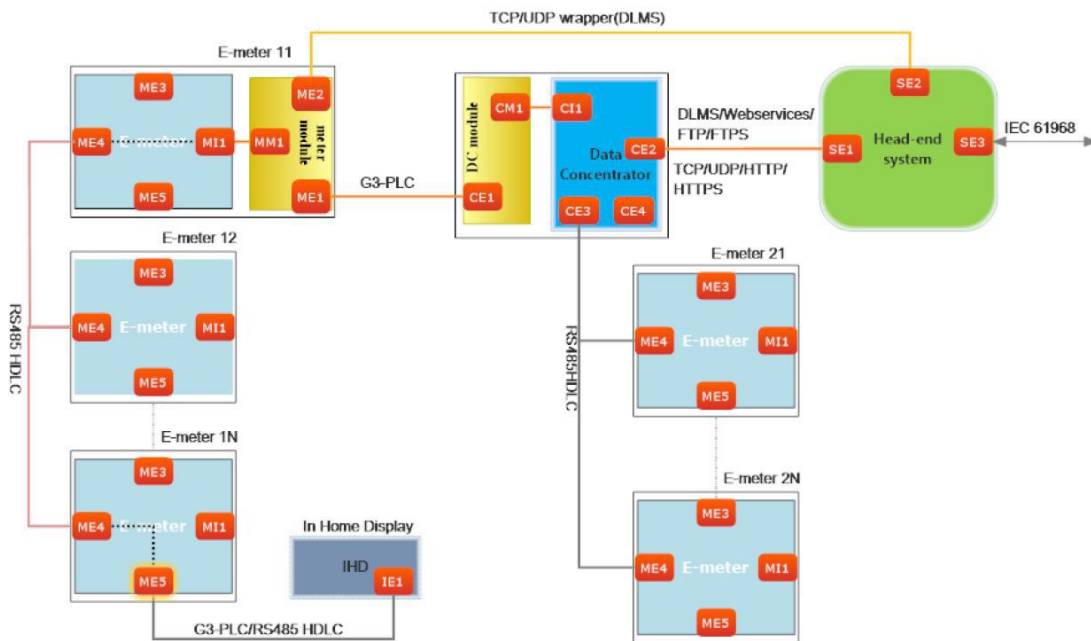 TCP/UDP wrapper(DLMS)
E-meter 11
ME3
ME4
E-meter
MI1
ME5
MM1
ME2
meter
module
ME1
G3-PLC
CM1
CI1
DC mopule
CE1
Data
Concentrator
CE2
CE3
CE4
DLMS/Webservices/
FTP/FTPS
TCP/UDP/HTTP/
HTTPS
SE2
SE1
Head-end
system
SE3
IEC 61968
E-meter 12
ME3
ME4
E-meter
MI1
ME5
RS485 HDLC
E-meter 1N
ME3
ME4
E-meter
MI1
ME5
In Home Display
IHD
IE1
G3-PLC/RS485 HDLC
RS485HDLC
E-meter 21
ME3
ME4
E-meter
MI1
ME5
E-meter 2N
ME3
ME4
E-meter
MI1
ME5